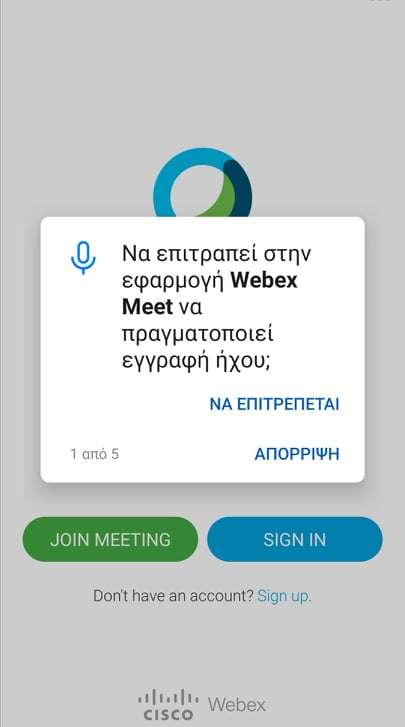 Να επιτραπεί στην
εφαρμογή Webex
Meet να
πραγματοποιεί
εγγραφή ήχου;
ΝΑ ΕΠΙΤΡΕΠΕΤΑΙ
1 από 5
ΑΠΟΡΡΙΨΗ
JOIN MEETING
SIGN IN
Don't have an account? Sign up.
CISCO Webex